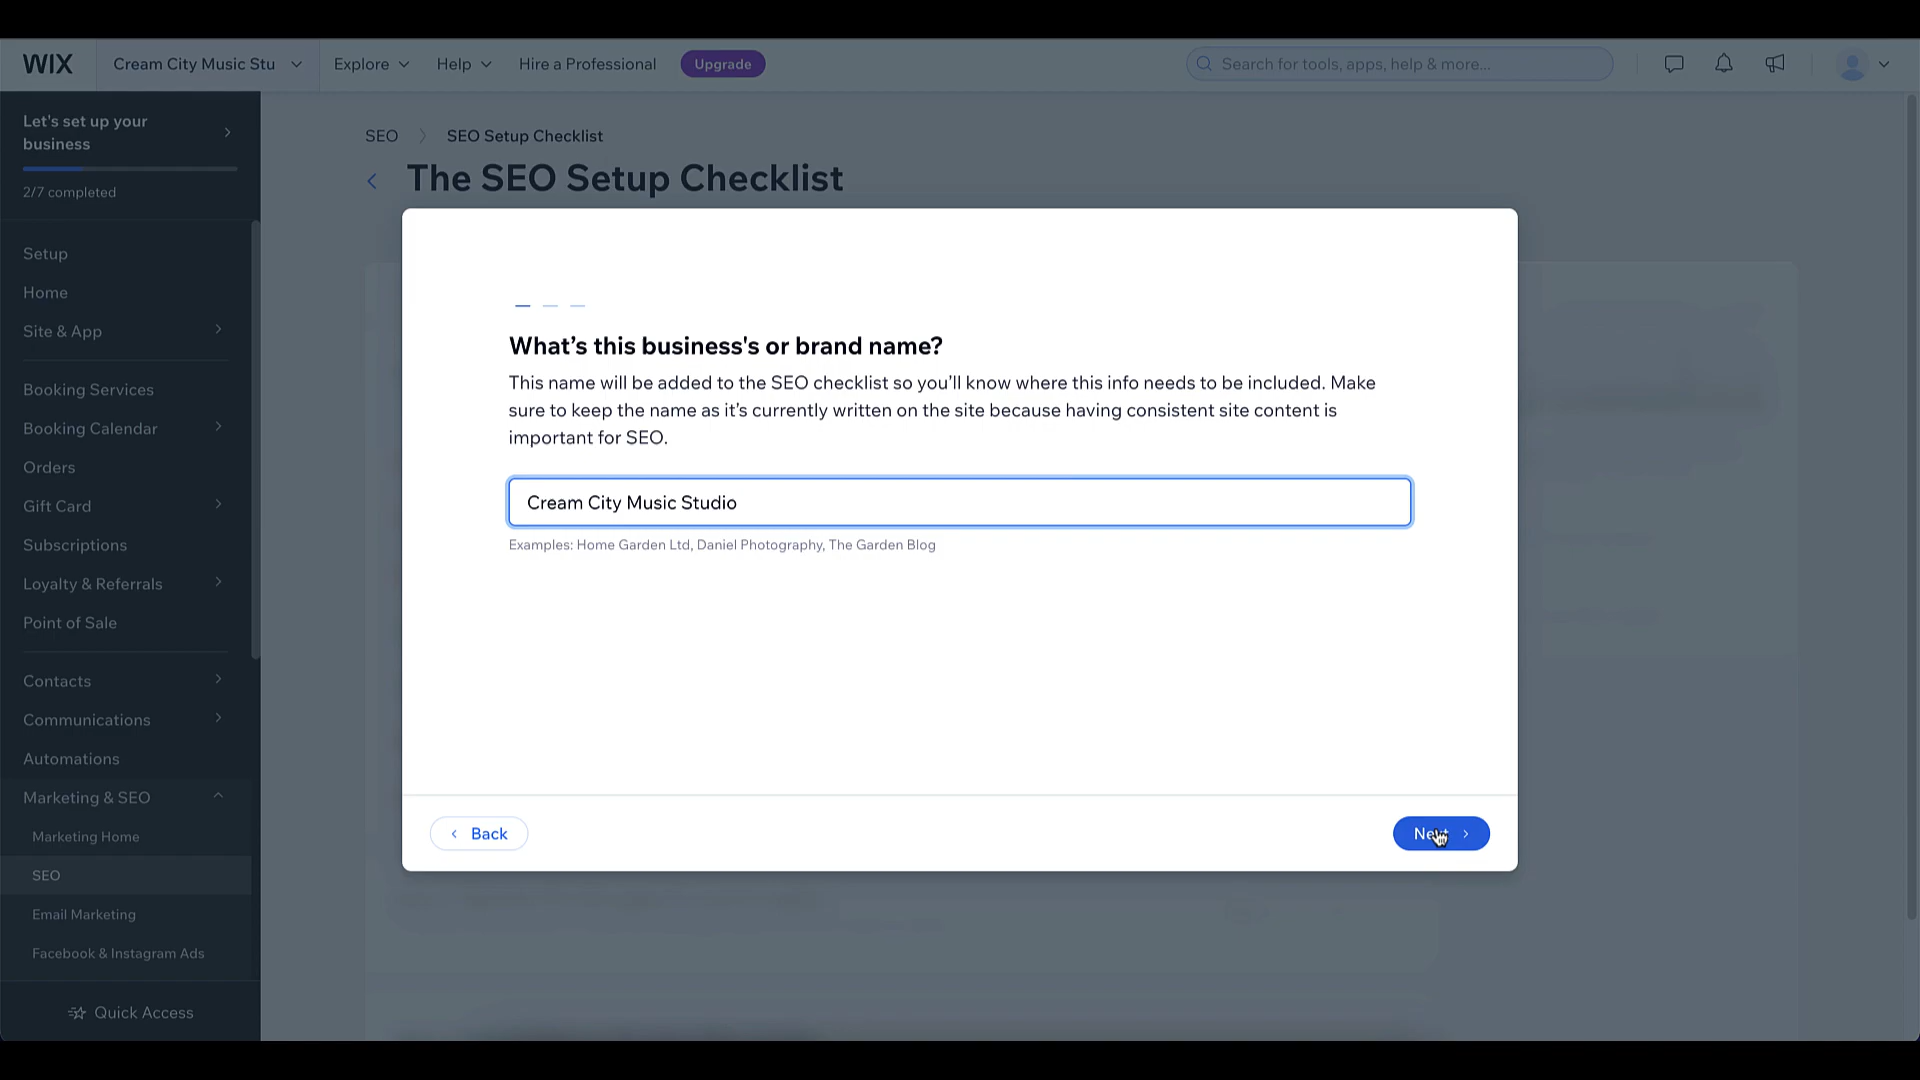 WIX
Cream City Music Stu
Explore
Help
Hire a Professional
Upgrade
Search for tools, apps, help & more...
Let's set up your
business
2/7 completed
Setup
Home
Site & App
Booking Services
Booking Calendar
Orders
Gift Card
Subscriptions
Loyalty & Referrals
Point of Sale
Contacts
Communications
Automations
Marketing & SEO
Marketing Home
SEO
Email Marketing
Facebook & Instagram Ads
Quick Access
SEO
SEO Setup Checklist
The SEO Setup Checklist
What’s this business's or brand name?
This name will be added to the SEO checklist so you’ll know where this info needs to be included. Make
sure to keep the name as it’s currently written on the site because having consistent site content is
important for SEO.
Cream City Music Studio
Examples: Home Garden Ltd, Daniel Photography, The Garden Blog
Back
Next